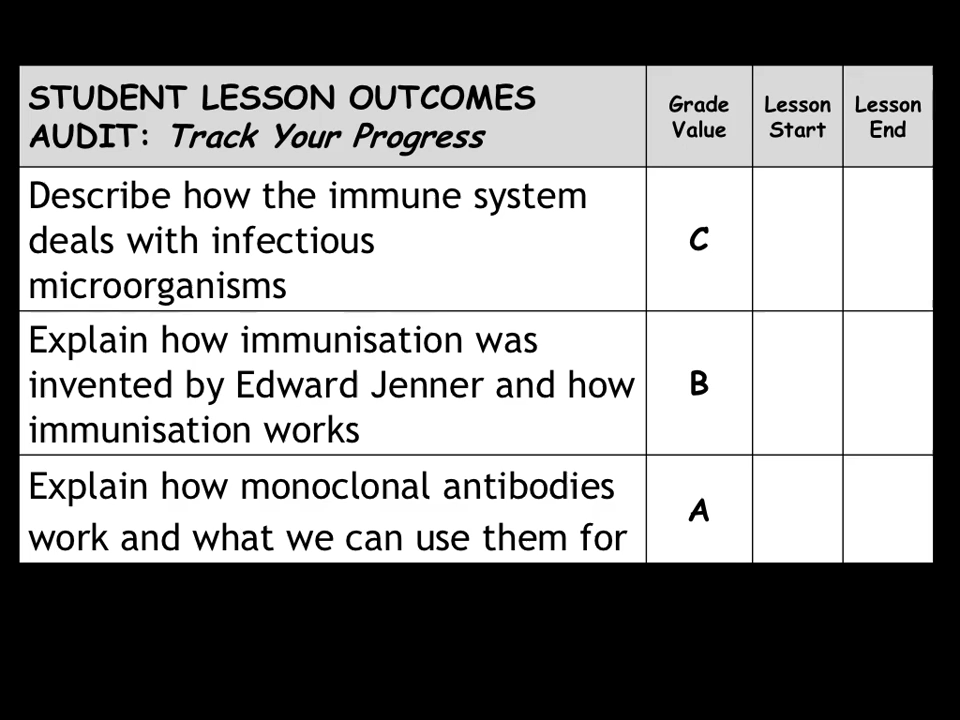 STUDENT LESSON OUTCOMES
AUDIT: Track Your Progress
Grade
Value
Lesson
Start
Lesson
End
Describe how the immune system
deals with infectious
microorganisms
C
Explain how immunisation was
invented by Edward Jenner and how
immunisation works
B
Explain how monoclonal antibodies
work and what we can use them for
A